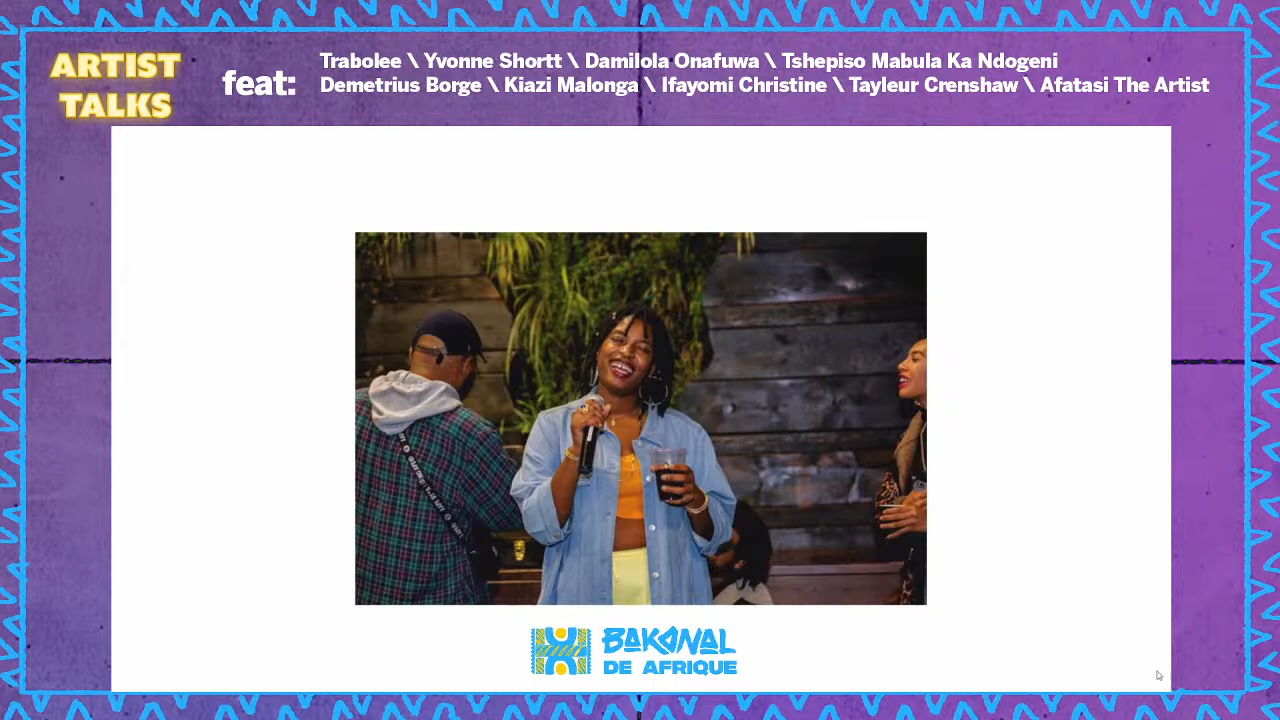 ARTIST
TALKS
feat:
Trabolee \ Yvonne Shortt \ Damilola Onafuwa \ Tshepiso Mabula Ka Ndogeni
Demetrius Borge \ Kiazi Malonga \ Ifayomi Christine \ Tayleur Crenshaw \ Afatasi The Artist
BAKANAL
DE AFRIQUE